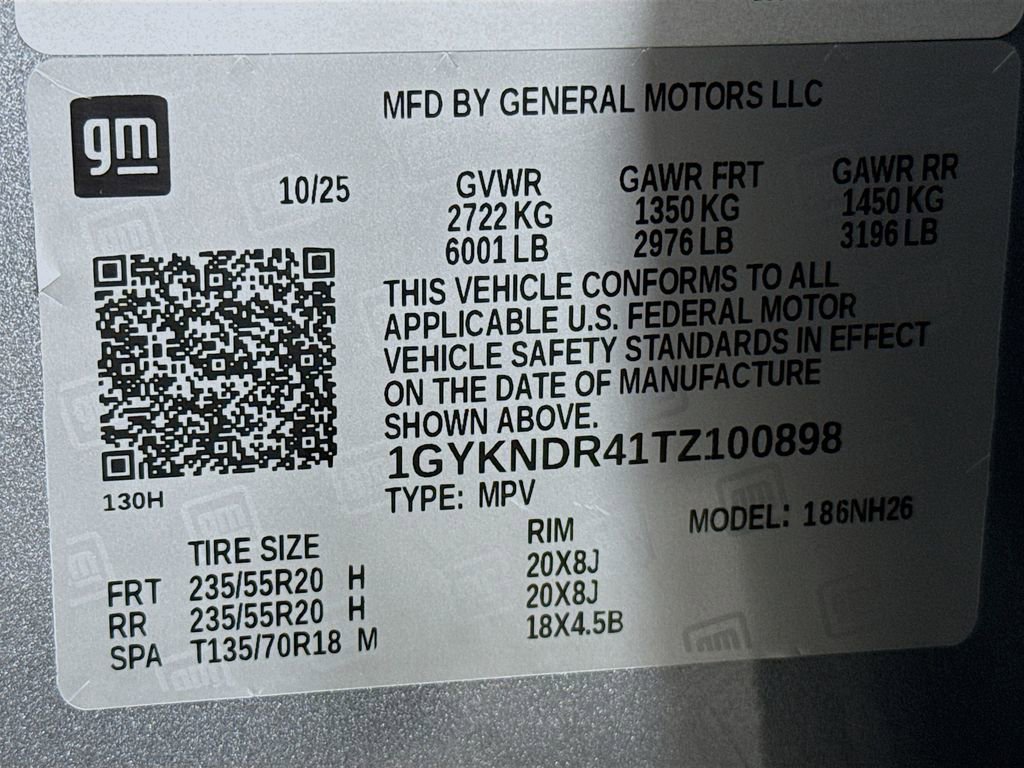 gm
MFD BY GENERAL MOTORS LLC
10/25
GVWR GAWR FRT GAWR RR
2722 KG 1350 KG 1450 KG
6001 LB 2976 LB 3196 LB
THIS VEHICLE CONFORMS TO ALL
APPLICABLE U.S. FEDERAL MOTOR
VEHICLE SAFETY STANDARDS IN EFFECT
ON THE DATE OF MANUFACTURE
SHOWN ABOVE.
1GYKNDR41TZ100898
130H
TYPE: MPV MODEL: 186NH26
TIRE SIZE RIM
FRT 235/55R20 H 20X8J
RR 235/55R20 H 20X8J
SPA T135/70R18 M 18X4.5B